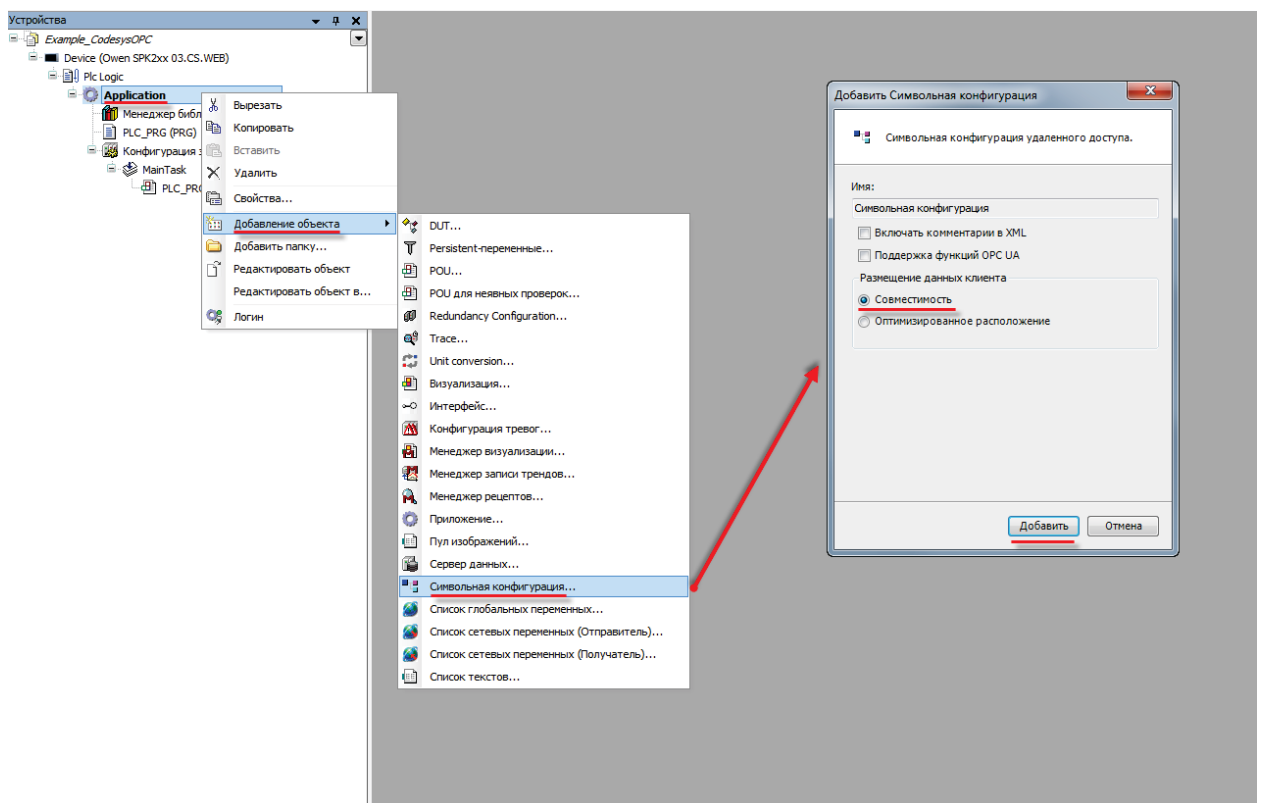 Устройства
Example_CodesysOPC
Device (Owen SPK2xx 03.CS.WEB)
Plc Logic
Application
Менеджер библ
PLC_PRG (PRG)
Конфигурация з
MainTask
PLC_PRG
Вырезать
Копировать
Вставить
Удалить
Свойства...
Добавление объекта
Добавить папку...
Редактировать объект
Редактировать объект в...
Логин
DUT...
Persistent-переменные...
POU...
POU для неявных проверок...
Redundancy Configuration...
Trace...
Unit conversion...
Визуализация...
Интерфейс...
Конфигурация тревог...
Менеджер визуализации...
Менеджер записи трендов...
Менеджер рецептов...
Приложение...
Пул изображений...
Сервер данных...
Символьная конфигурация...
Список глобальных переменных...
Список сетевых переменных (Отправитель)...
Список сетевых переменных (Получатель)...
Список текстов...
Добавить Символьная конфигурация
Символьная конфигурация удаленного доступа.
Имя:
Символьная конфигурация
Включать комментарии в XML
Поддержка функций OPC UA
Размещение данных клиента
Совместимость
Оптимизированное расположение
Добавить
Отмена